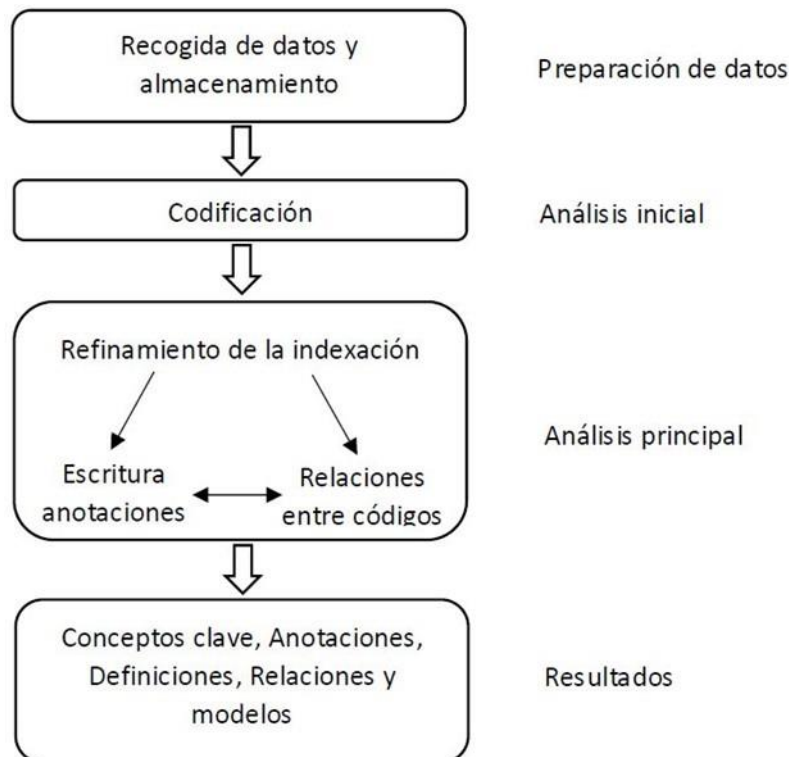 Recogida de datos y
almacenamiento
Preparación de datos
Codificación
Análisis inicial
Refinamiento de la indexación
Análisis principal
Escritura
anotaciones
Relaciones
entre códigos
Conceptos clave, Anotaciones,
Definiciones, Relaciones y
modelos
Resultados